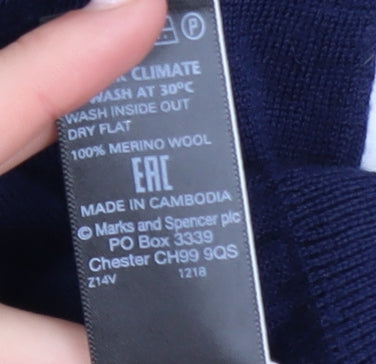 P
CLIMATE
WASH AT 30°C
WASH INSIDE OUT
DRY FLAT
100% MERINO WOOL
EAC
MADE IN CAMBODIA
© Marks and Spencer plc
PO Box 3339
Chester CH99 9QS
Z14V 1218